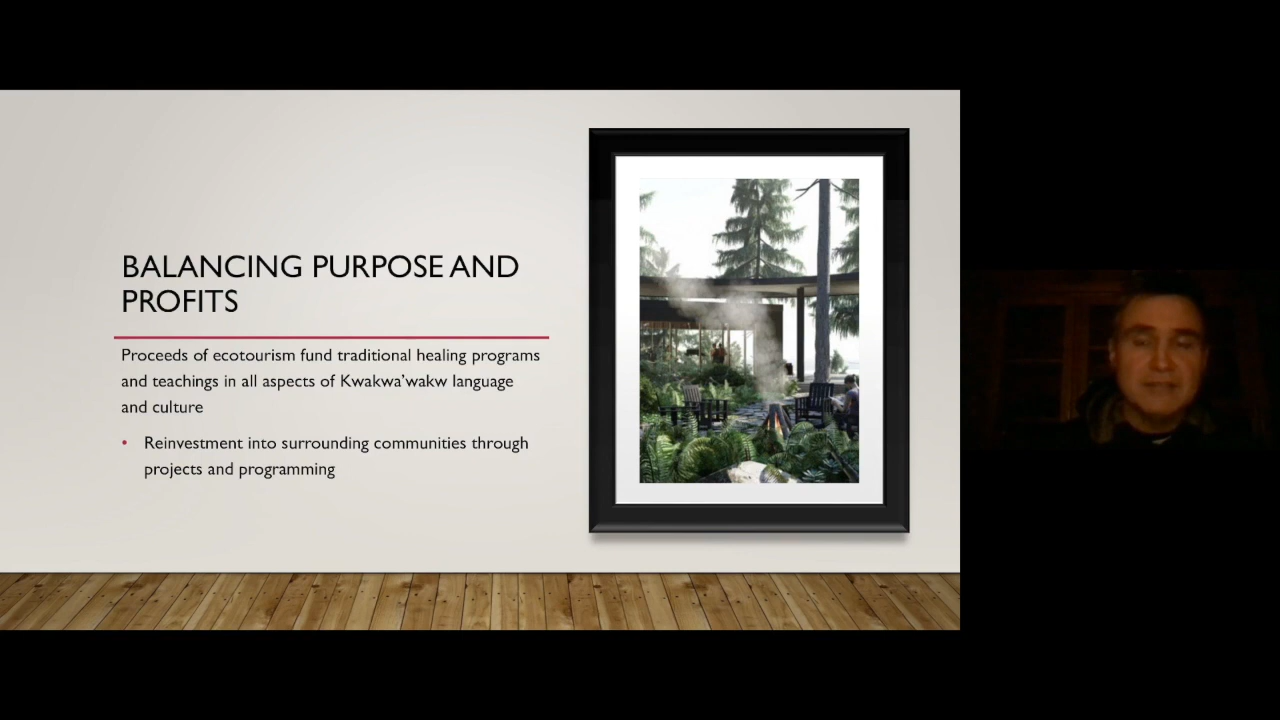 BALANCING PURPOSE AND
PROFITS
Proceeds of ecotourism fund traditional healing programs
and teachings in all aspects of Kwakwa’wakw language
and culture
• Reinvestment into surrounding communities through
projects and programming